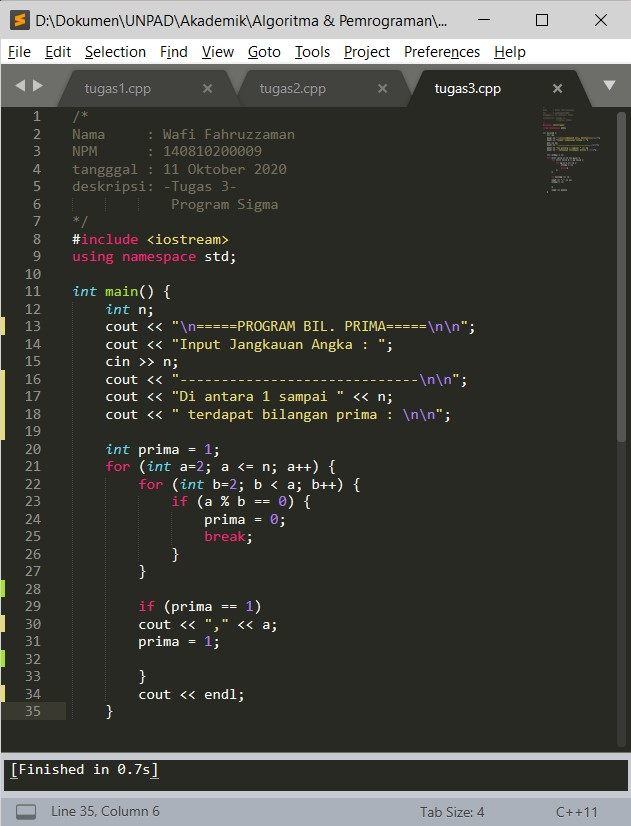 D:\Dokumen\UNPAD\Akademik\Algoritma & Pemrograman\...
File Edit Selection Find View Goto Tools Project Preferences Help
tugas1.cpp tugas2.cpp tugas3.cpp
1 /*
2 Nama     : Wafi Fahruzzaman
3 NPM      : 140810200009
4 tangggal : 11 Oktober 2020
5 deskripsi: -Tugas 3-
6             Program Sigma
7 */
8 #include <iostream>
9 using namespace std;
10
11 int main() {
12     int n;
13     cout << "\n=====PROGRAM BIL. PRIMA=====\n\n";
14     cout << "Input Jangkauan Angka : ";
15     cin >> n;
16     cout << "-----------------------------\n\n";
17     cout << "Di antara 1 sampai " << n;
18     cout << " terdapat bilangan prima : \n\n";
19
20     int prima = 1;
21     for (int a=2; a <= n; a++) {
22         for (int b=2; b < a; b++) {
23             if (a % b == 0) {
24                 prima = 0;
25                 break;
26             }
27         }
28
29         if (prima == 1)
30         cout << "," << a;
31         prima = 1;
32
33         }
34         cout << endl;
35     }
[Finished in 0.7s]
Line 35, Column 6 Tab Size: 4 C++11